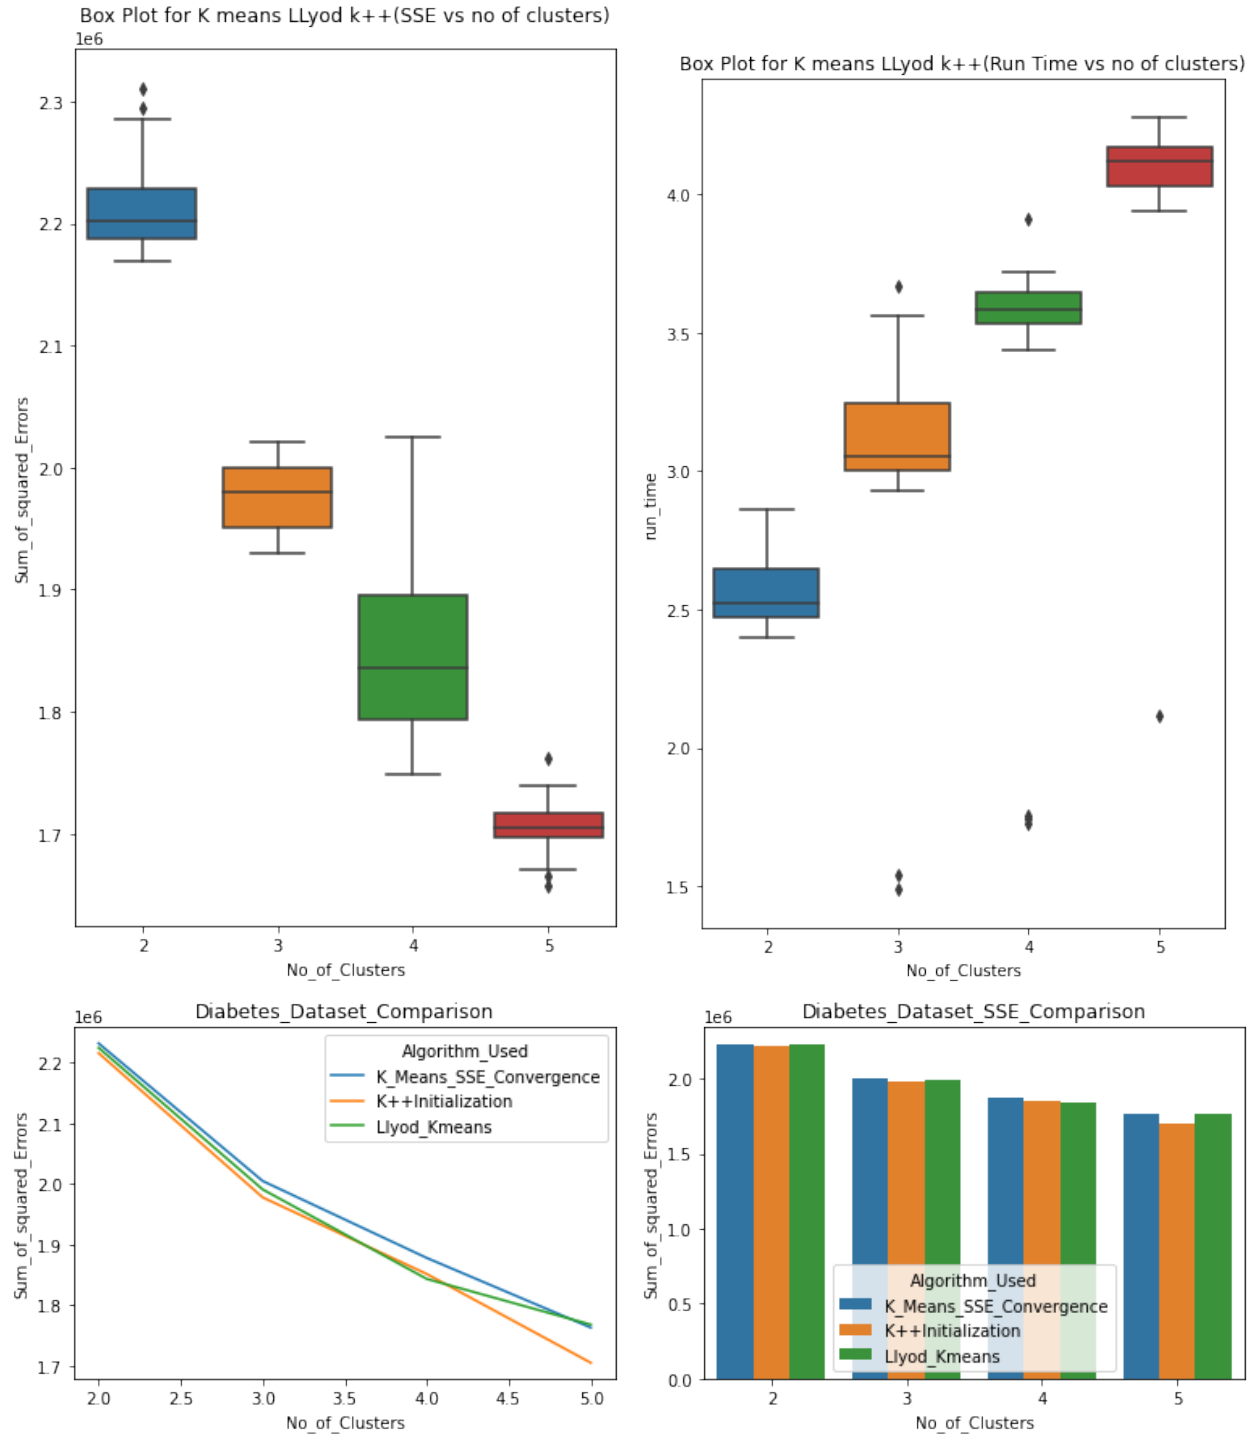 Box Plot for K means LLyod k++(SSE vs no of clusters)
1e6
2.3
2.2
2.1
2.0
1.9
1.8
1.7
Sum_of_squared_Errors
2 3 4 5
No_of_Clusters
Box Plot for K means LLyod k++(Run Time vs no of clusters)
4.0
3.5
3.0
2.5
2.0
1.5
run_time
2 3 4 5
No_of_Clusters
Diabetes_Dataset_Comparison
1e6
2.2
2.1
2.0
1.9
1.8
1.7
Sum_of_squared_Errors
Algorithm_Used
K_Means_SSE_Convergence
K++Initialization
Llyod_Kmeans
2.0 2.5 3.0 3.5 4.0 4.5 5.0
No_of_Clusters
Diabetes_Dataset_SSE_Comparison
1e6
2.0
1.5
1.0
0.5
0.0
Sum_of_squared_Errors
Algorithm_Used
K_Means_SSE_Convergence
K++Initialization
Llyod_Kmeans
2 3 4 5
No_of_Clusters